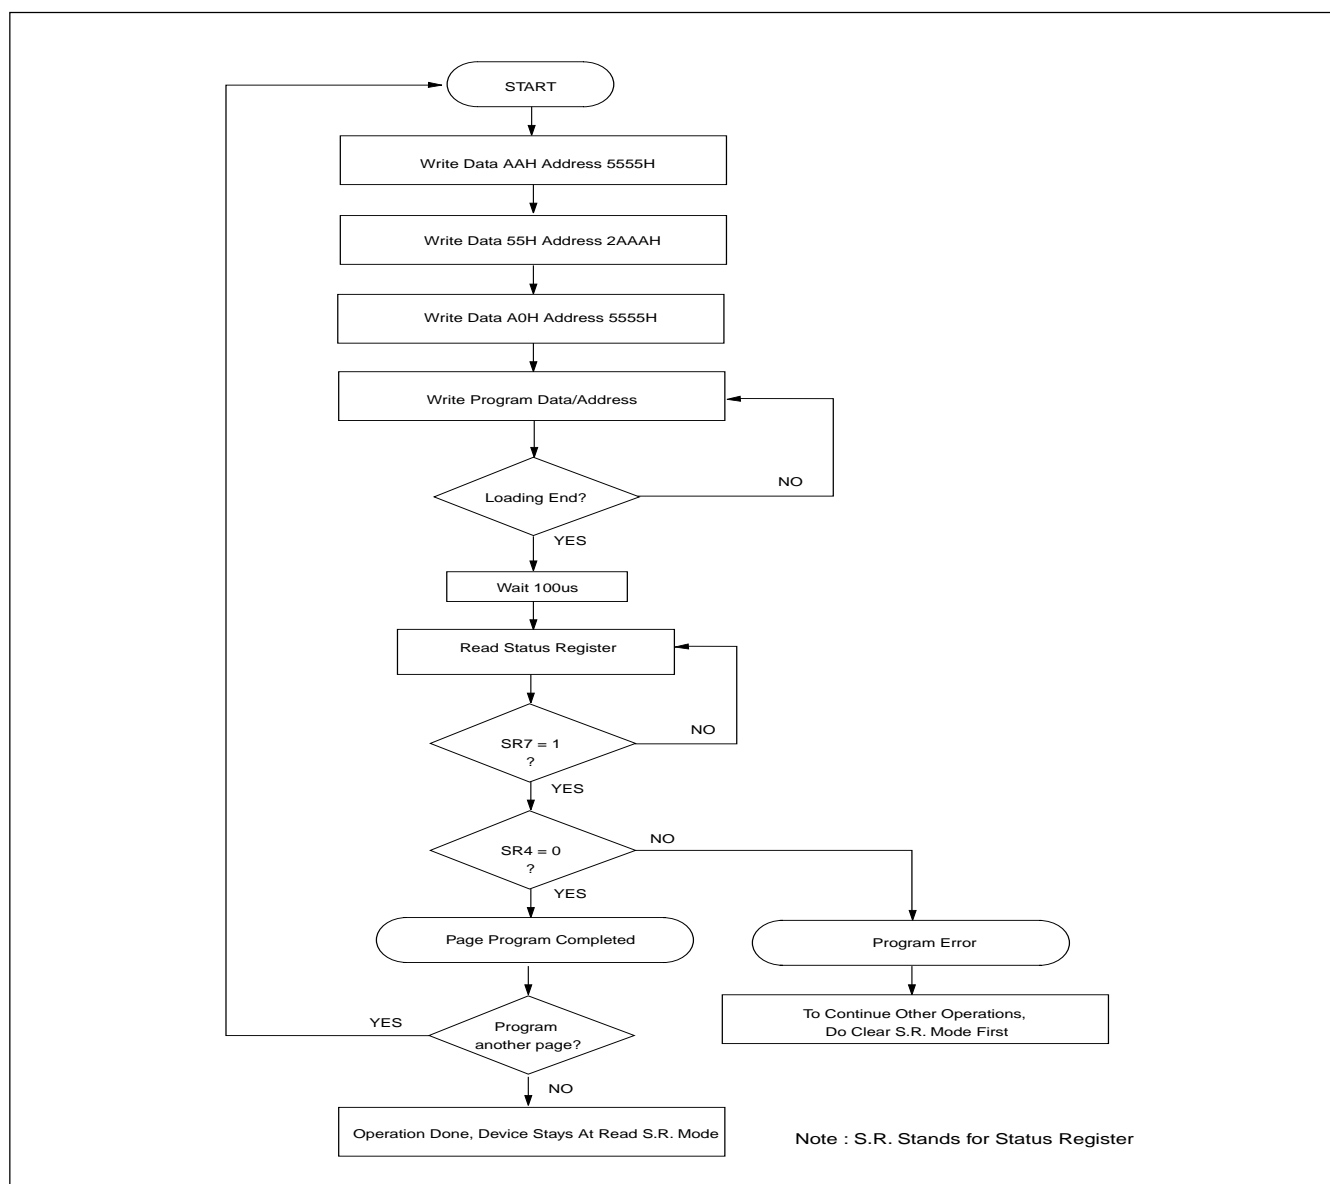 START
Write Data AAH Address 5555H
Write Data 55H Address 2AAAH
Write Data A0H Address 5555H
Write Program Data/Address
NO
Loading End?
YES
Wait 100us
Read Status Register
NO
SR7 = 1
?
YES
NO
SR4 = 0
?
YES
Page Program Completed
Program Error
To Continue Other Operations,
Do Clear S.R. Mode First
YES
Program
another page?
NO
Operation Done, Device Stays At Read S.R. Mode
Note : S.R. Stands for Status Register